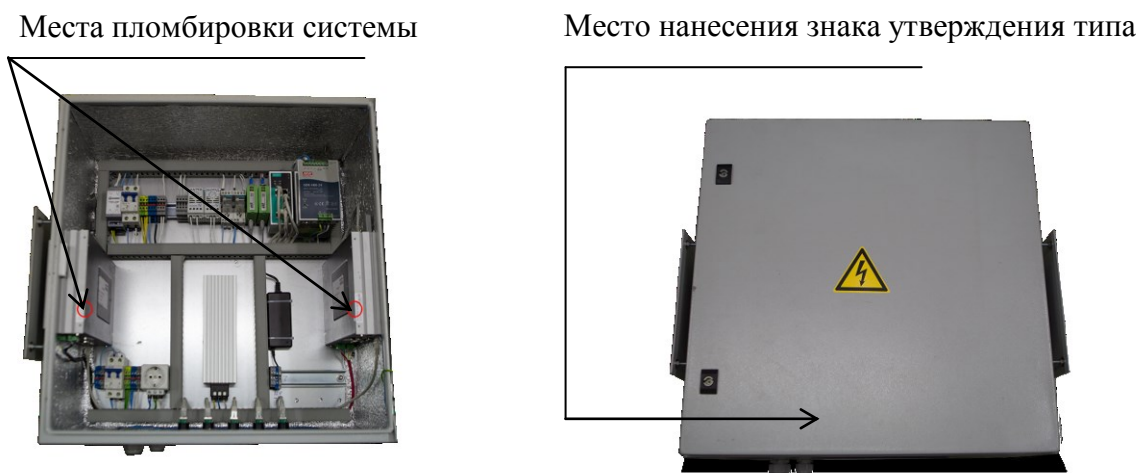 Места пломбировки системы
Место нанесения знака утверждения типа